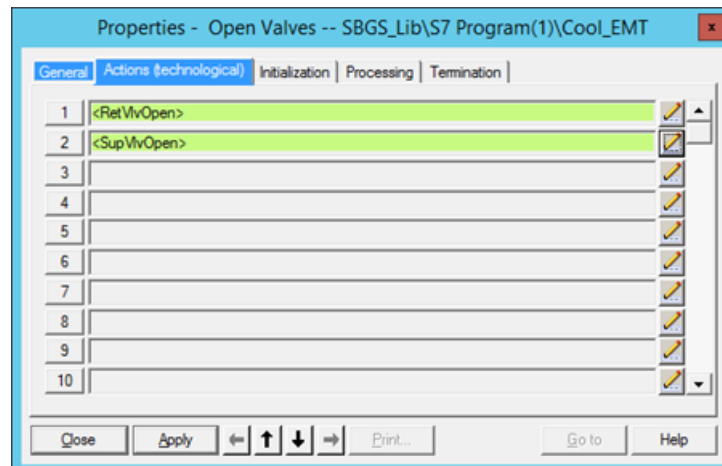 Properties - Open Valves -- SBGS_Lib\S7 Program(1)\Cool_EMT
x
General Actions (technological) Initialization Processing Termination
1 <RetVlvOpen>
2 <SupVlvOpen>
3
4
5
6
7
8
9
10
Close Apply Print... Go to Help